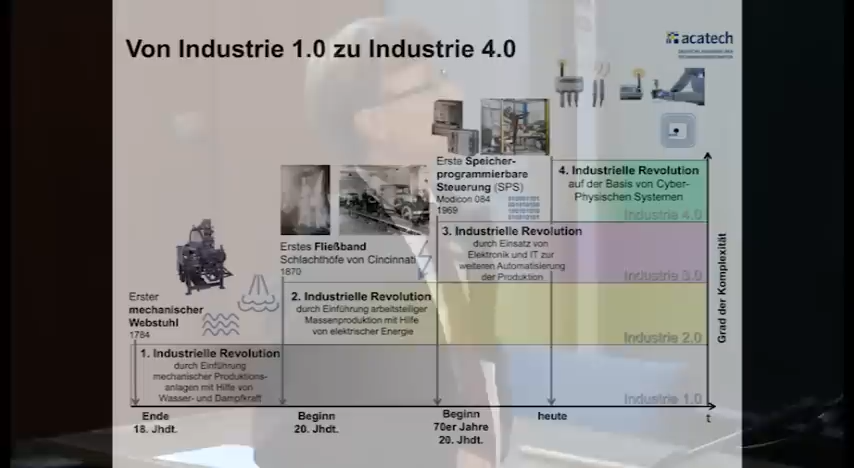 Von Industrie 1.0 zu Industrie 4.0
acatech
Erste Speicher-
programmierbare
Steuerung (SPS)
Modicon 084
1969
4. Industrielle Revolution
auf der Basis von Cyber-
Physischen Systemen
Industrie 4.0
Erstes Fließband
Schlachthöfe von Cincinnati
1870
3. Industrielle Revolution
durch Einsatz von
Elektronik und IT zur
weiteren Automatisierung
der Produktion
Industrie 3.0
Erster
mechanischer
Webstuhl
1784
2. Industrielle Revolution
durch Einführung arbeitsteiliger
Massenproduktion mit Hilfe
von elektrischer Energie
Industrie 2.0
1. Industrielle Revolution
durch Einführung
mechanischer Produktions-
anlagen mit Hilfe von
Wasser- und Dampfkraft
Industrie 1.0
Grad der Komplexität
Ende
18. Jhdt.
Beginn
20. Jhdt.
Beginn
70er Jahre
20. Jhdt.
heute
t